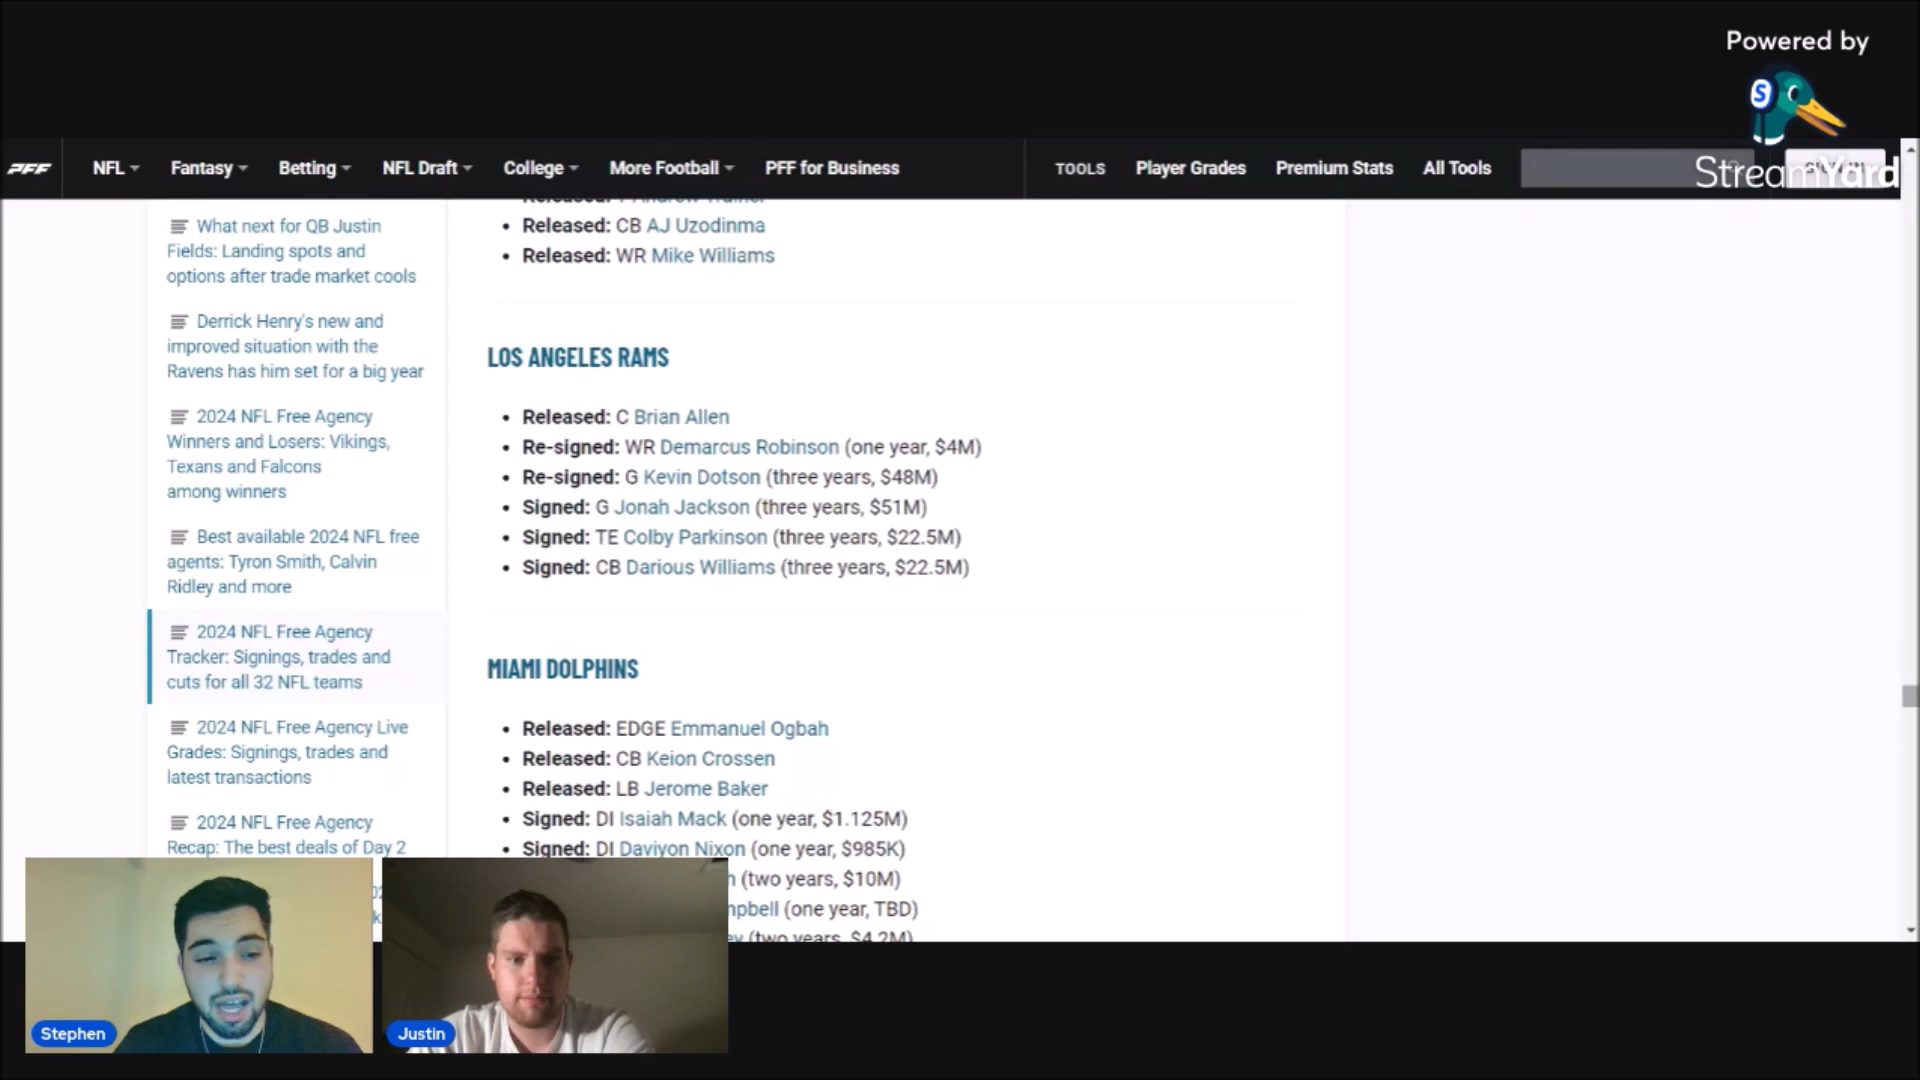 Powered by
S
StreamYard
PFF
NFL
Fantasy
Betting
NFL Draft
College
More Football
PFF for Business
TOOLS
Player Grades
Premium Stats
All Tools
What next for QB Justin
Fields: Landing spots and
options after trade market cools
Derrick Henry's new and
improved situation with the
Ravens has him set for a big year
2024 NFL Free Agency
Winners and Losers: Vikings,
Texans and Falcons
among winners
Best available 2024 NFL free
agents: Tyron Smith, Calvin
Ridley and more
2024 NFL Free Agency
Tracker: Signings, trades and
cuts for all 32 NFL teams
2024 NFL Free Agency Live
Grades: Signings, trades and
latest transactions
2024 NFL Free Agency
Recap: The best deals of Day 2
Released: CB AJ Uzodinma
Released: WR Mike Williams
LOS ANGELES RAMS
Released: C Brian Allen
Re-signed: WR Demarcus Robinson (one year, $4M)
Re-signed: G Kevin Dotson (three years, $48M)
Signed: G Jonah Jackson (three years, $51M)
Signed: TE Colby Parkinson (three years, $22.5M)
Signed: CB Darious Williams (three years, $22.5M)
MIAMI DOLPHINS
Released: EDGE Emmanuel Ogbah
Released: CB Keion Crossen
Released: LB Jerome Baker
Signed: DI Isaiah Mack (one year, $1.125M)
Signed: DI Daviyon Nixon (one year, $985K)
(two years, $10M)
(one year, TBD)
(two years, $4.2M)
Stephen
Justin